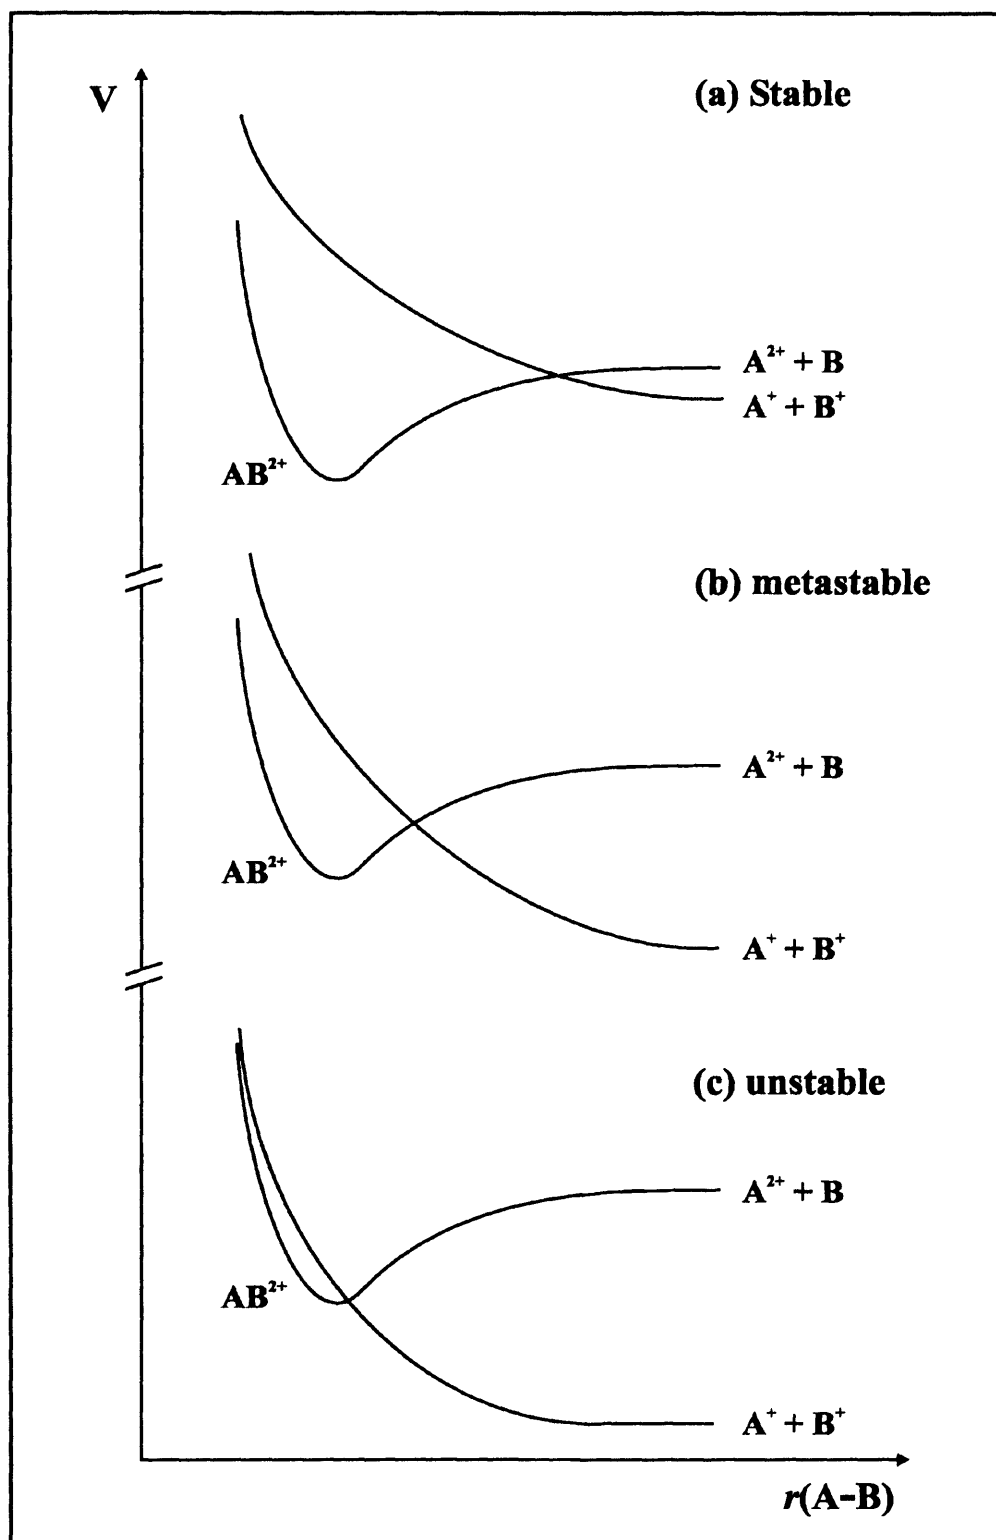 V
(a) Stable
A²⁺ + B
A⁺ + B⁺
AB²⁺
(b) metastable
A²⁺ + B
AB²⁺
A⁺ + B⁺
(c) unstable
A²⁺ + B
AB²⁺
A⁺ + B⁺
r(A-B)